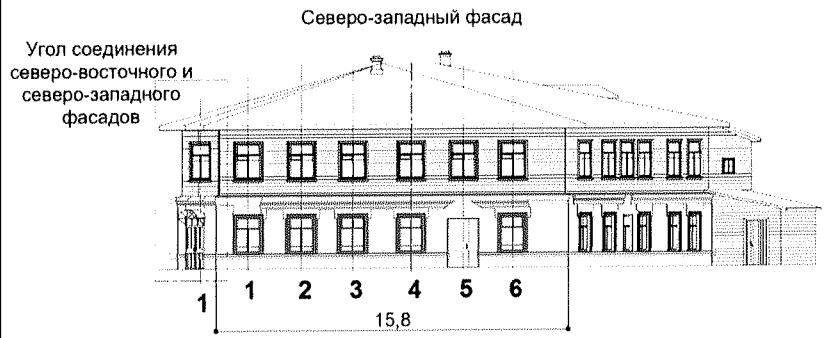 Северо-западный фасад
Угол соединения
северо-восточного и
северо-западного
фасадов
1 1 2 3 4 5 6
15,8